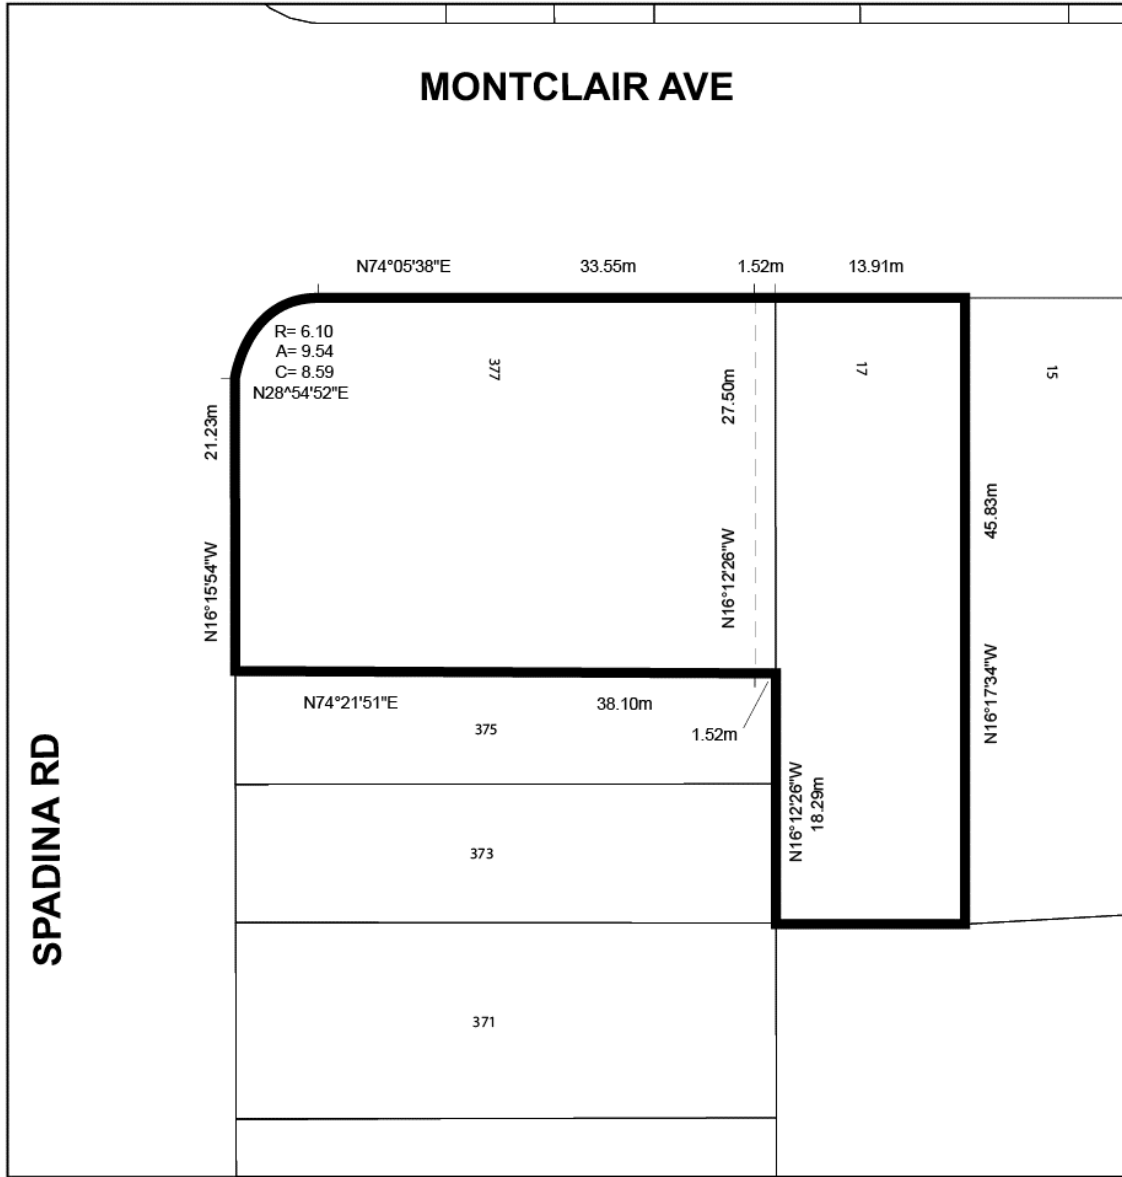 MONTCLAIR AVE
N74°05'38"E
33.55m
1.52m
13.91m
R= 6.10
A= 9.54
C= 8.59
N28^54'52"E
377
27.50m
17
15
21.23m
45.83m
N16°15'54"W
N16°12'26"W
N16°17'34"W
N74°21'51"E
38.10m
375
1.52m
N16°12'26"W
18.29m
SPADINA RD
373
371